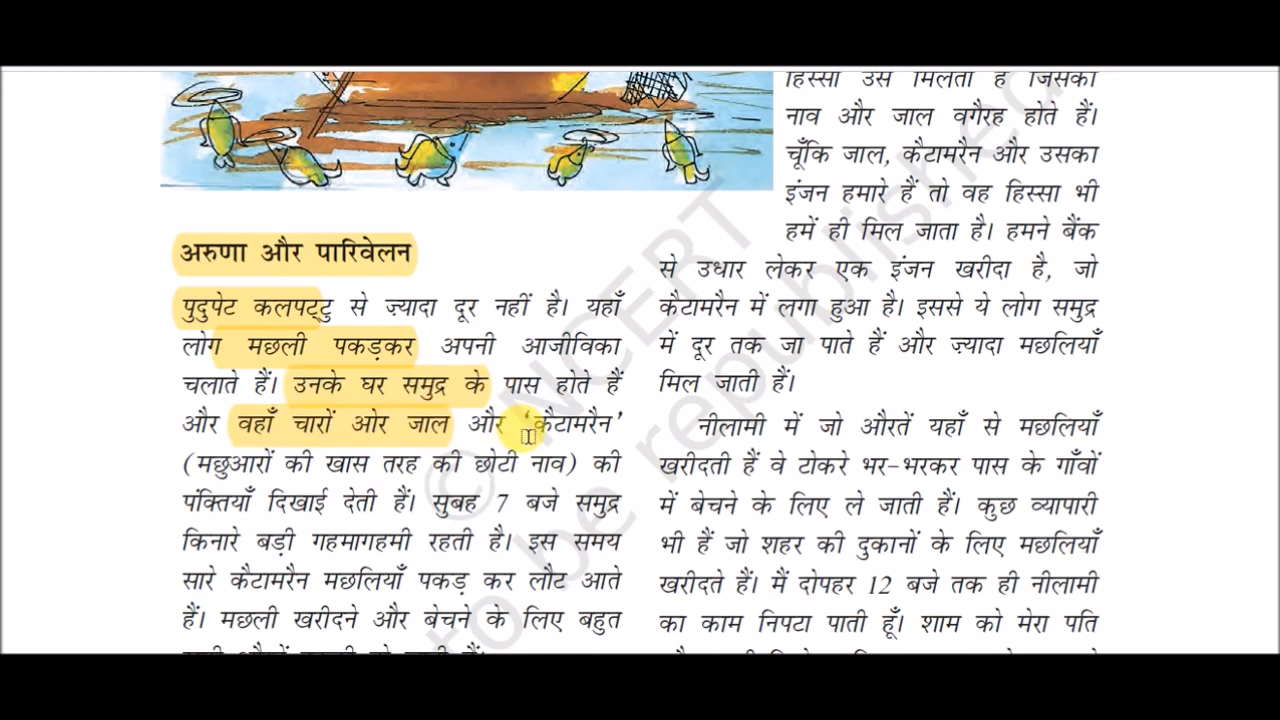 अरुणा और पारिवेलन
पुदुपेट कलपट्टु से ज़्यादा दूर नहीं है। यहाँ
लोग मछली पकड़कर अपनी आजीविका
चलाते हैं। उनके घर समुद्र के पास होते हैं
और वहाँ चारों ओर जाल और ‘कैटामरैन’
(मछुआरों की खास तरह की छोटी नाव) की
पंक्तियाँ दिखाई देती हैं। सुबह 7 बजे समुद्र
किनारे बड़ी गहमागहमी रहती है। इस समय
सारे कैटामरैन मछलियाँ पकड़ कर लौट आते
हैं। मछली खरीदने और बेचने के लिए बहुत
हिस्सा उसे मिलता है जिसका
नाव और जाल वगैरह होते हैं।
चूँकि जाल, कैटामरैन और उसका
इंजन हमारे हैं तो वह हिस्सा भी
हमें ही मिल जाता है। हमने बैंक
से उधार लेकर एक इंजन खरीदा है, जो
कैटामरैन में लगा हुआ है। इससे ये लोग समुद्र
में दूर तक जा पाते हैं और ज़्यादा मछलियाँ
मिल जाती हैं।
नीलामी में जो औरतें यहाँ से मछलियाँ
खरीदती हैं वे टोकरे भर-भरकर पास के गाँवों
में बेचने के लिए ले जाती हैं। कुछ व्यापारी
भी हैं जो शहर की दुकानों के लिए मछलियाँ
खरीदते हैं। मैं दोपहर 12 बजे तक ही नीलामी
का काम निपटा पाती हूँ। शाम को मेरा पति
© NCERT
to be republished